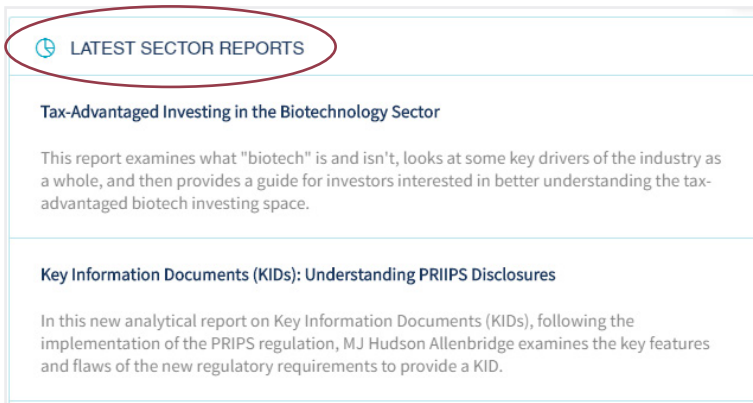 LATEST SECTOR REPORTS
Tax-Advantaged Investing in the Biotechnology Sector
This report examines what "biotech" is and isn't, looks at some key drivers of the industry as
a whole, and then provides a guide for investors interested in better understanding the tax-
advantaged biotech investing space.
Key Information Documents (KIDs): Understanding PRIIPS Disclosures
In this new analytical report on Key Information Documents (KIDs), following the
implementation of the PRIPS regulation, MJ Hudson Allenbridge examines the key features
and flaws of the new regulatory requirements to provide a KID.